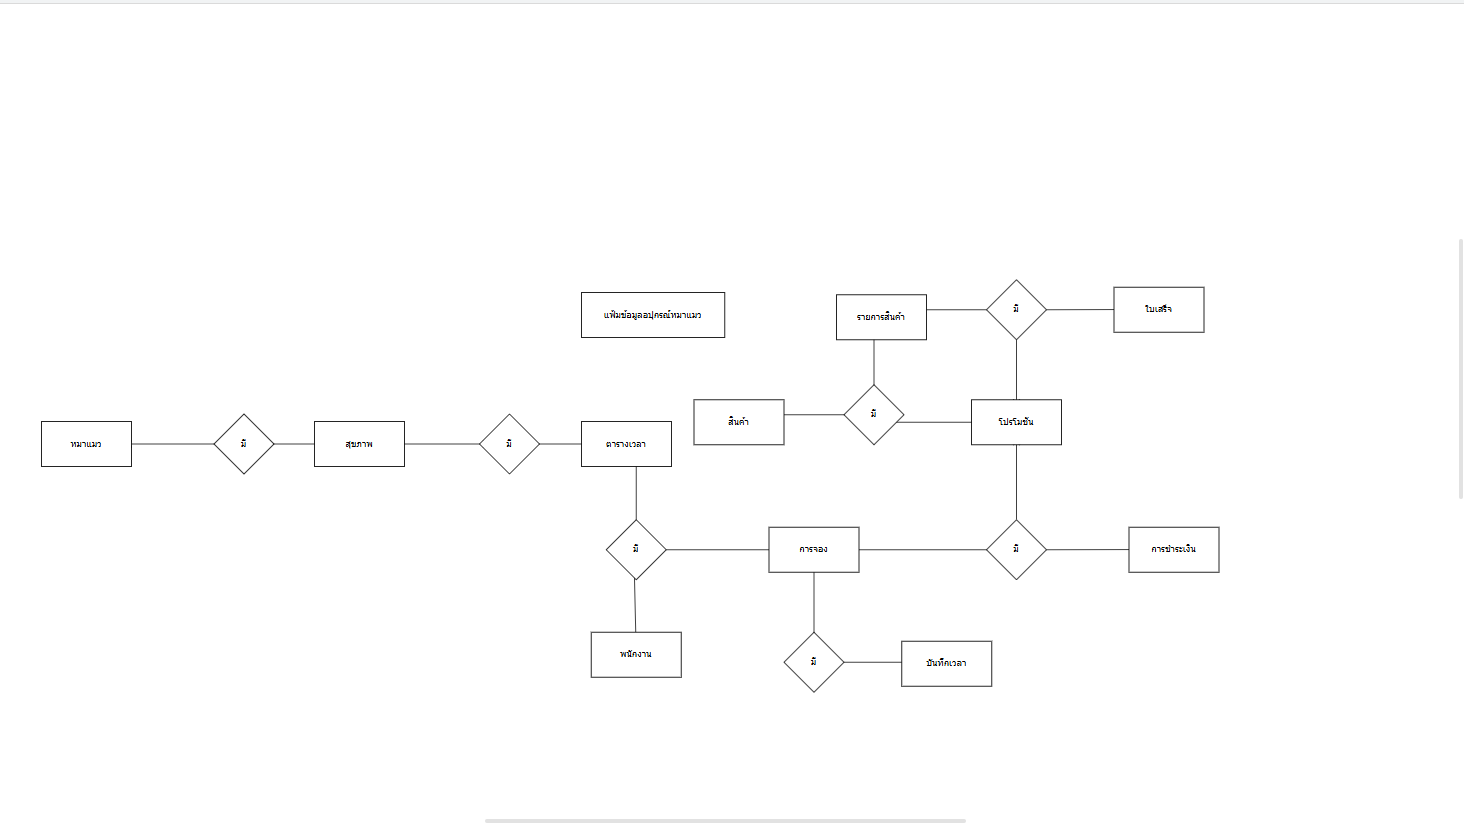 แฟ้มข้อมูลอุปกรณ์หมาแมว
รายการสินค้า
มี
ใบเสร็จ
สินค้า
มี
โปรโมชั่น
หมาแมว
มี
สุขภาพ
มี
ตารางเวลา
มี
การจอง
มี
การชำระเงิน
พนักงาน
มี
บันทึกเวลา